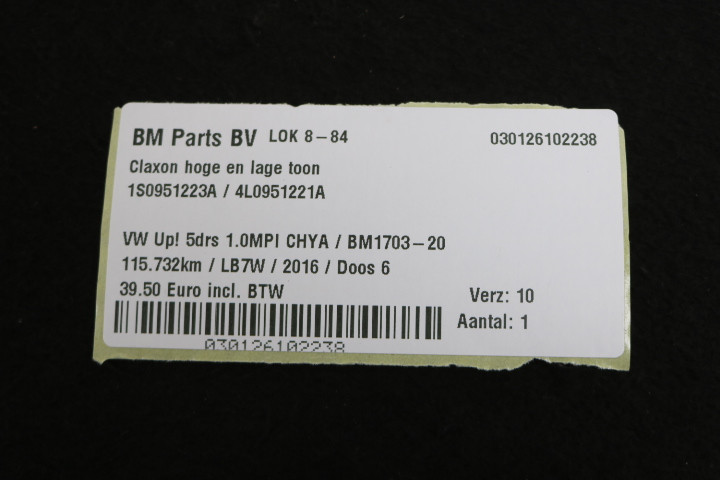 BM Parts BV LOK 8-84 030126102238
Claxon hoge en lage toon
1S0951223A / 4L0951221A
VW Up! 5drs 1.0MPI CHYA / BM1703-20
115.732km / LB7W / 2016 / Doos 6
39.50 Euro incl. BTW Verz: 10
Aantal: 1
030126102238